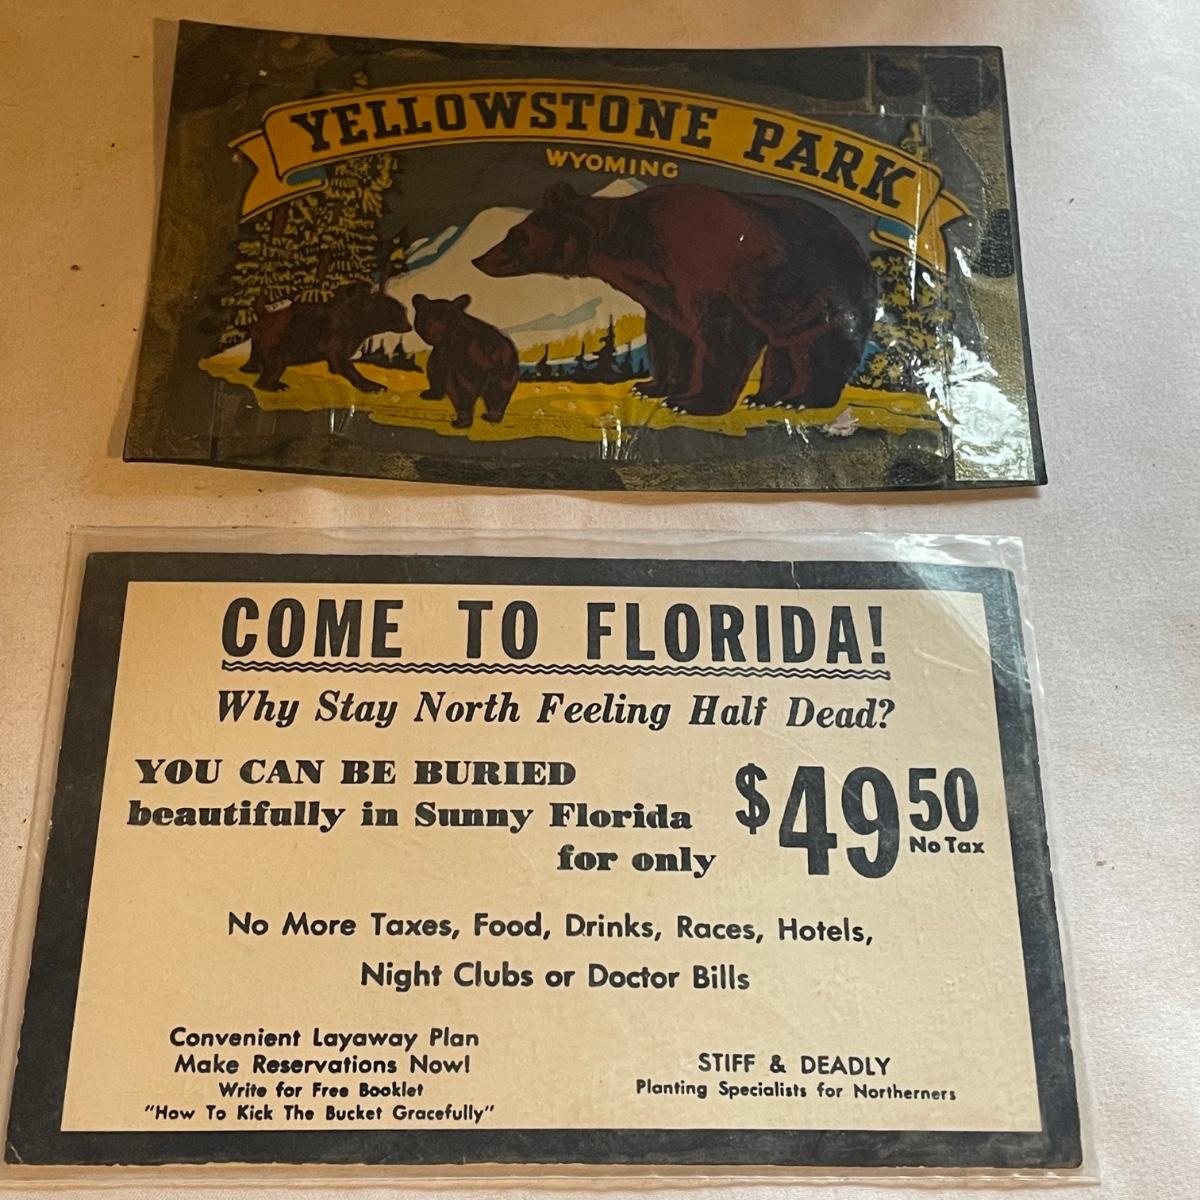 YELLOWSTONE PARK
WYOMING
COME TO FLORIDA!
Why Stay North Feeling Half Dead?
YOU CAN BE BURIED
beautifully in Sunny Florida
for only
$49.50
No Tax
No More Taxes, Food, Drinks, Races, Hotels,
Night Clubs or Doctor Bills
Convenient Layaway Plan
Make Reservations Now!
Write for Free Booklet
"How To Kick The Bucket Gracefully"
STIFF & DEADLY
Planting Specialists for Northerners